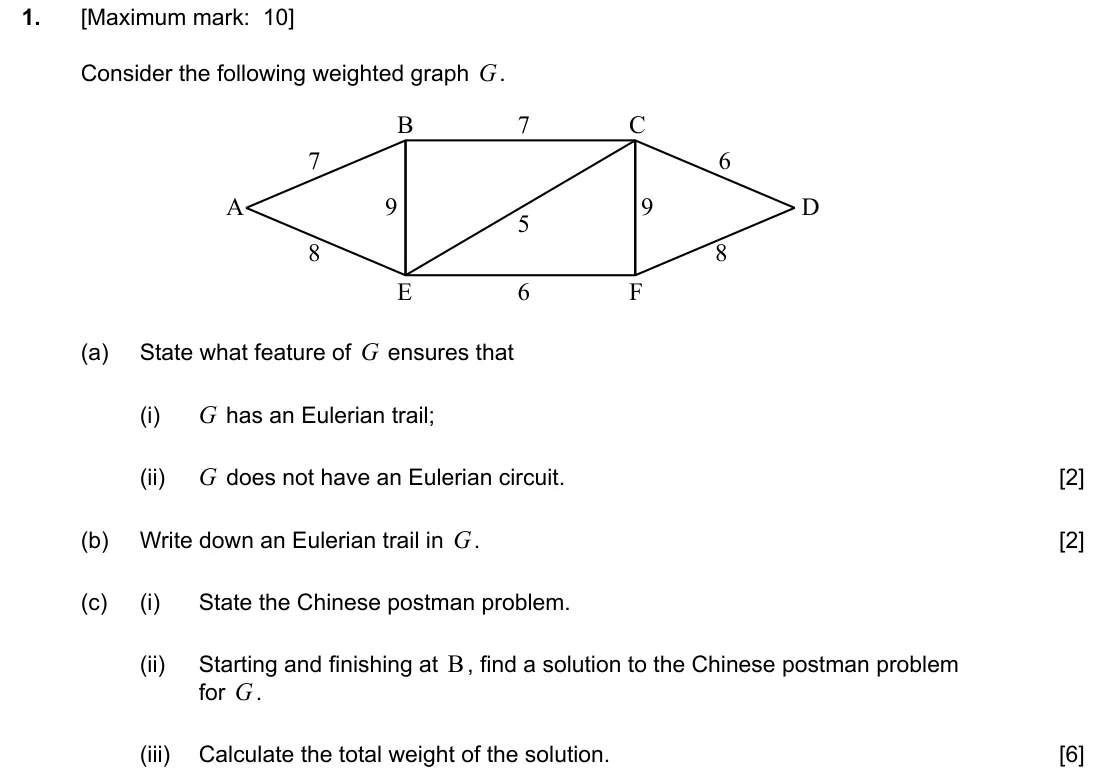 1. [Maximum mark: 10]
Consider the following weighted graph G.
B 7 C
7 6
A 9 9 D
5
8 8
E 6 F
(a) State what feature of G ensures that
(i) G has an Eulerian trail;
(ii) G does not have an Eulerian circuit. [2]
(b) Write down an Eulerian trail in G. [2]
(c) (i) State the Chinese postman problem.
(ii) Starting and finishing at B, find a solution to the Chinese postman problem
for G.
(iii) Calculate the total weight of the solution. [6]